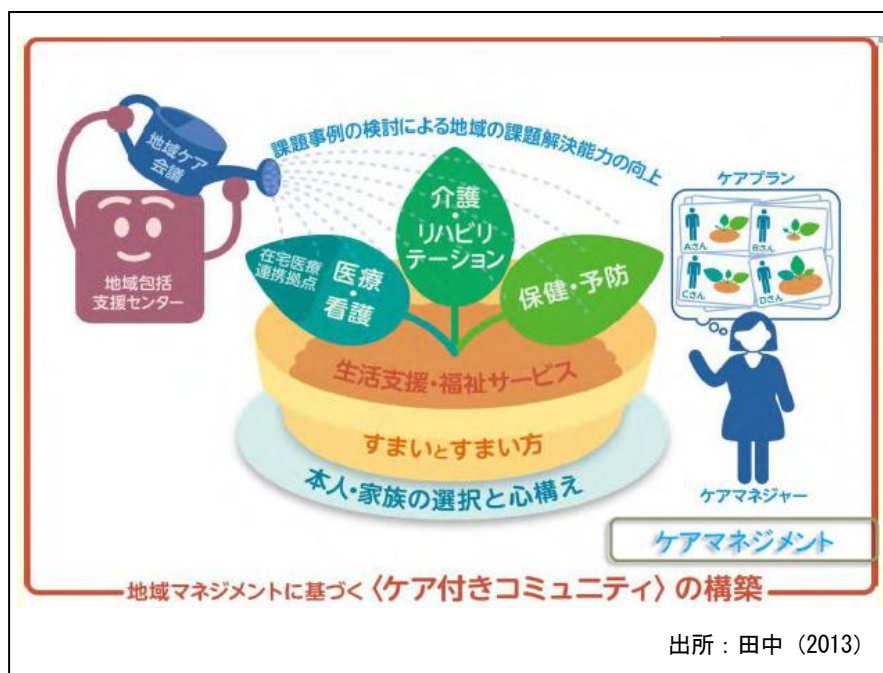 課題事例の検討による地域の課題解決能力の向上
地域ケア
会議
地域包括
支援センター
在宅医療
連携拠点
医療
・
看護
介護
・
リハビリ
テーション
保健・予防
生活支援・福祉サービス
すまいとすまい方
本人・家族の選択と心構え
ケアプラン
Aさん
Bさん
Cさん
Dさん
ケアマネジャー
ケアマネジメント
地域マネジメントに基づく〈ケア付きコミュニティ〉の構築
出所：田中（2013）